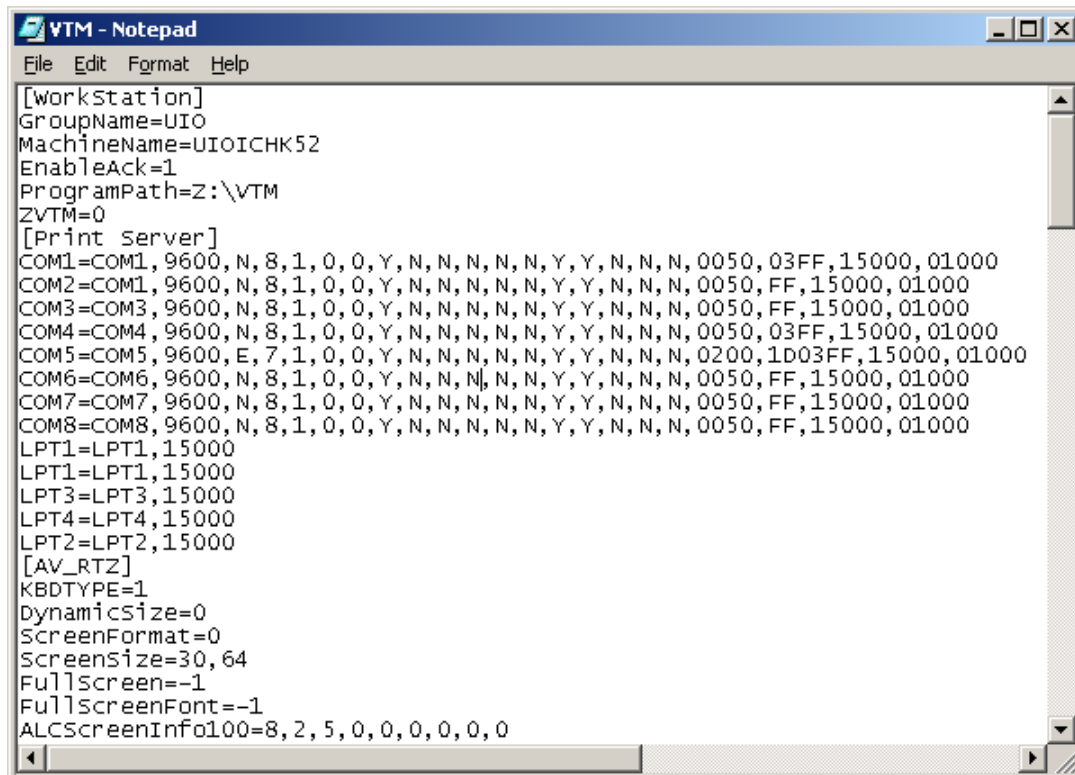 VTM - Notepad
File Edit Format Help
[WorkStation]
GroupName=UIO
MachineName=UIOICHK52
EnableAck=1
ProgramPath=Z:\VTM
ZVTM=0
[Print Server]
COM1=COM1,9600,N,8,1,0,0,Y,N,N,N,N,N,Y,Y,N,N,N,0050,03FF,15000,01000
COM2=COM1,9600,N,8,1,0,0,Y,N,N,N,N,N,Y,Y,N,N,N,0050,FF,15000,01000
COM3=COM3,9600,N,8,1,0,0,Y,N,N,N,N,N,Y,Y,N,N,N,0050,FF,15000,01000
COM4=COM4,9600,N,8,1,0,0,Y,N,N,N,N,N,Y,Y,N,N,N,0050,03FF,15000,01000
COM5=COM5,9600,E,7,1,0,0,Y,N,N,N,N,N,Y,Y,N,N,N,0200,1D03FF,15000,01000
COM6=COM6,9600,N,8,1,0,0,Y,N,N,N,N,N,Y,Y,N,N,N,0050,FF,15000,01000
COM7=COM7,9600,N,8,1,0,0,Y,N,N,N,N,N,Y,Y,N,N,N,0050,FF,15000,01000
COM8=COM8,9600,N,8,1,0,0,Y,N,N,N,N,N,Y,Y,N,N,N,0050,FF,15000,01000
LPT1=LPT1,15000
LPT1=LPT1,15000
LPT3=LPT3,15000
LPT4=LPT4,15000
LPT2=LPT2,15000
[AV_RTZ]
KBDTYPE=1
DynamicSize=0
ScreenFormat=0
ScreenSize=30,64
FullScreen=-1
FullScreenFont=-1
ALCScreenInfo100=8,2,5,0,0,0,0,0,0